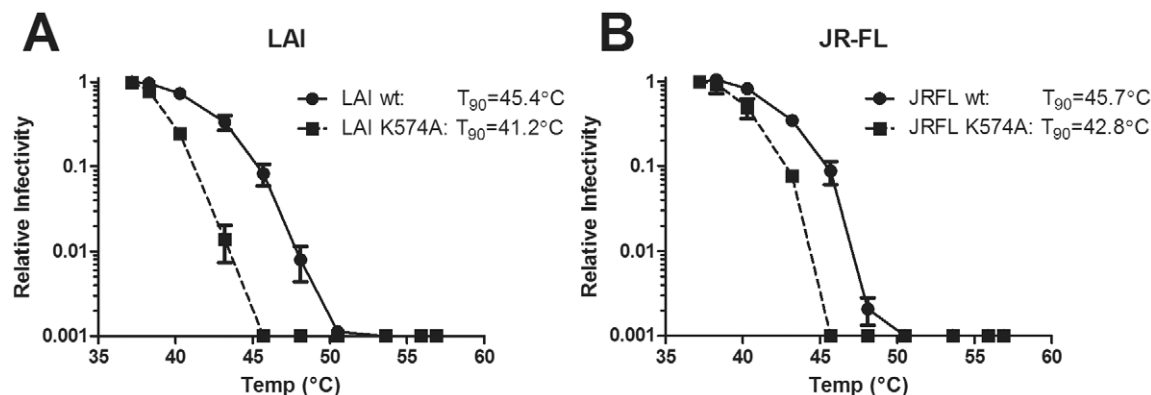 A
LAI
Relative Infectivity
1
0.1
0.01
0.001
LAI wt: T90=45.4°C
LAI K574A: T90=41.2°C
35 40 45 50 55 60
Temp (°C)
B
JR-FL
Relative Infectivity
1
0.1
0.01
0.001
JRFL wt: T90=45.7°C
JRFL K574A: T90=42.8°C
35 40 45 50 55 60
Temp (°C)